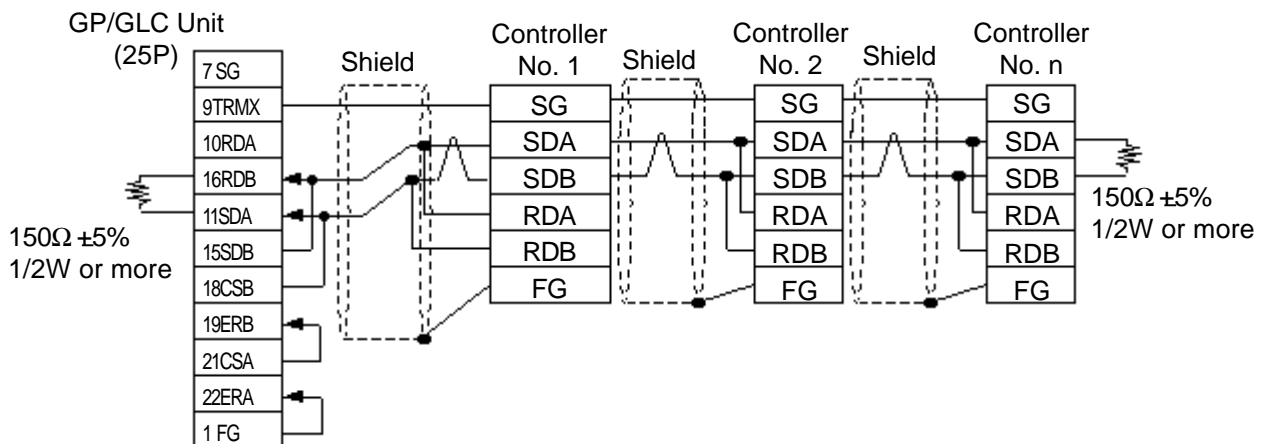 GP/GLC Unit
(25P)
7 SG
9TRMX
10RDA
16RDB
11SDA
15SDB
18CSB
19ERB
21CSA
22ERA
1 FG
150Ω ±5%
1/2W or more
Shield
Controller
No. 1
SG
SDA
SDB
RDA
RDB
FG
Shield
Controller
No. 2
SG
SDA
SDB
RDA
RDB
FG
Shield
Controller
No. n
SG
SDA
SDB
RDA
RDB
FG
150Ω ±5%
1/2W or more